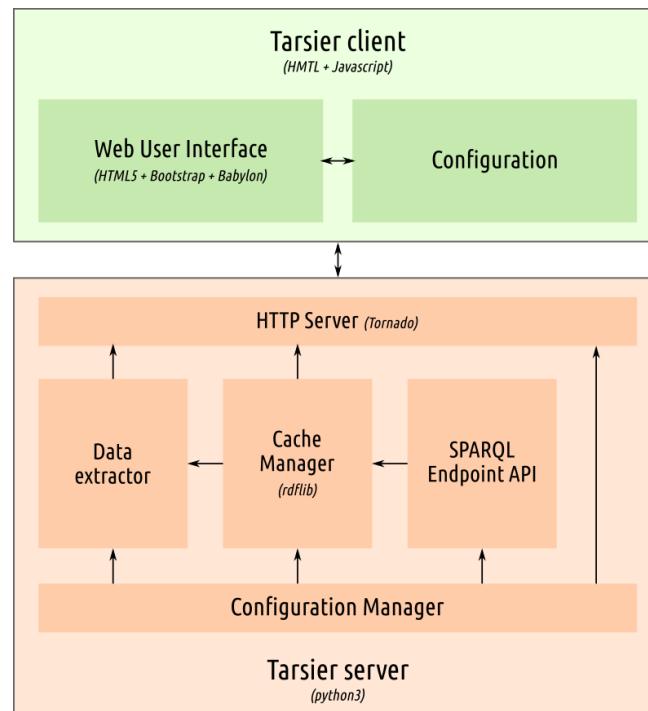 Tarsier client
(HMTL + Javascript)
Web User Interface
(HTML5 + Bootstrap + Babylon)
Configuration
HTTP Server (Tornado)
Data
extractor
Cache
Manager
(rdflib)
SPARQL
Endpoint API
Configuration Manager
Tarsier server
(python3)